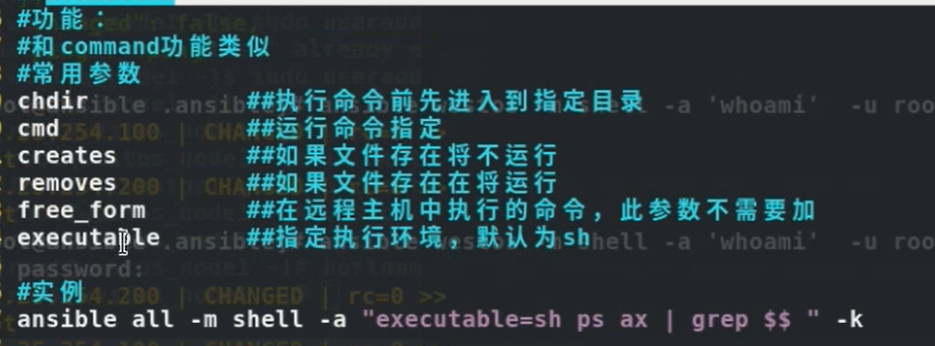 #功能：
#和command功能类似
#常用参数
chdir ##执行命令前先进入到指定目录
cmd ##运行命令指定
creates ##如果文件存在将不运行
removes ##如果文件存在在将运行
free_form ##在远程主机中执行的命令，此参数不需要加
executable ##指定执行环境，默认为sh
password:
#实例
ansible all -m shell -a "executable=sh ps ax | grep $$ " -k